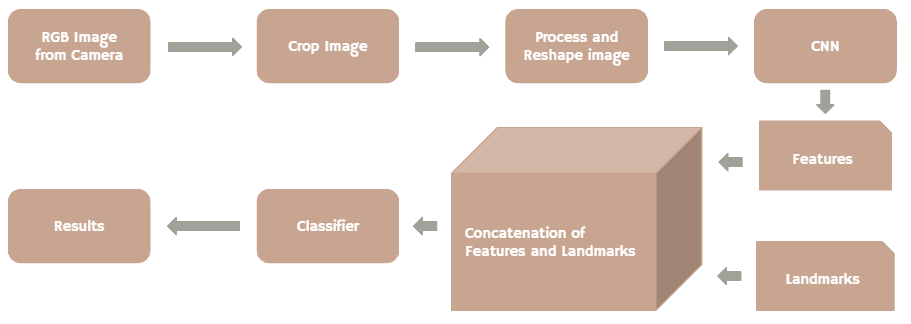 RGB Image
from Camera
Crop Image
Process and
Reshape image
CNN
Features
Concatenation of
Features and Landmarks
Landmarks
Classifier
Results